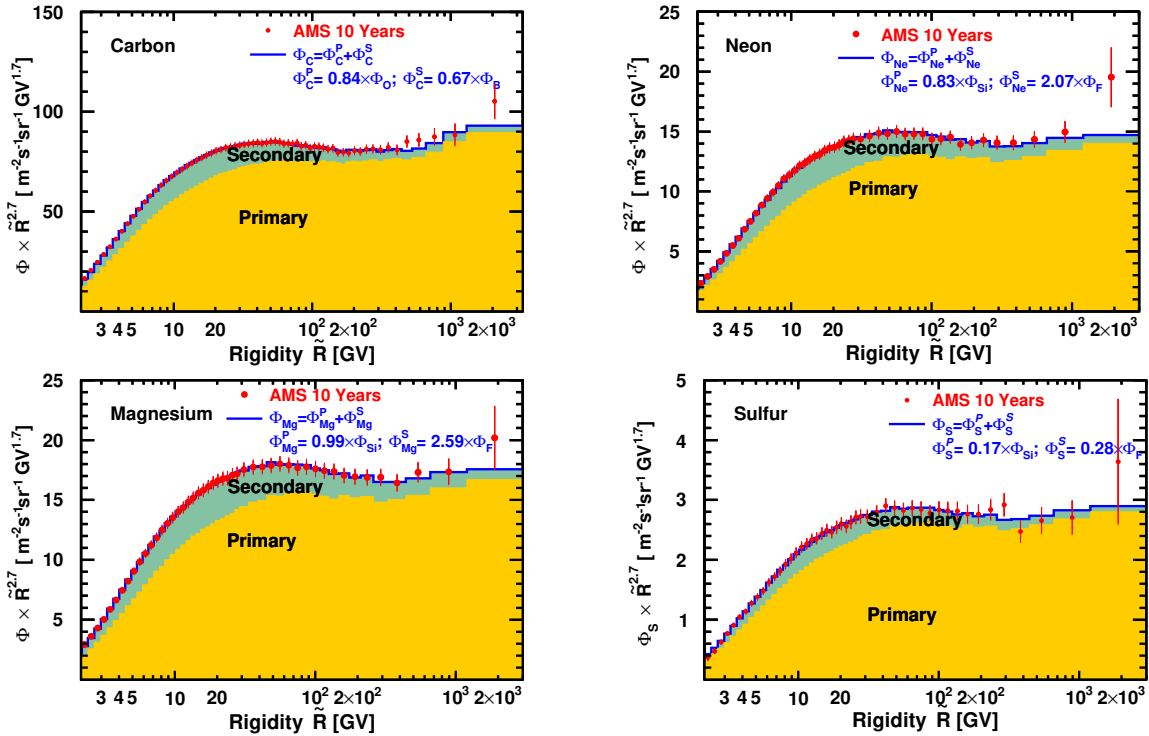 Carbon
AMS 10 Years
Φ_C=Φ_C^P+Φ_C^S
Φ_C^P= 0.84×Φ_O; Φ_C^S= 0.67×Φ_B
Secondary
Primary
150
100
50
Φ × R̃^2.7 [ m^-2s^-1sr^-1 GV^1.7]
3 4 5 10 20 10^2 2×10^2 10^3 2×10^3
Rigidity R̃ [GV]
Neon
AMS 10 Years
Φ_Ne=Φ_Ne^P+Φ_Ne^S
Φ_Ne^P= 0.83×Φ_Si; Φ_Ne^S= 2.07×Φ_F
Secondary
Primary
25
20
15
10
5
Φ × R̃^2.7 [ m^-2s^-1sr^-1 GV^1.7]
3 4 5 10 20 10^2 2×10^2 10^3 2×10^3
Rigidity R̃ [GV]
Magnesium
AMS 10 Years
Φ_Mg=Φ_Mg^P+Φ_Mg^S
Φ_Mg^P= 0.99×Φ_Si; Φ_Mg^S= 2.59×Φ_F
Secondary
Primary
25
20
15
10
5
Φ × R̃^2.7 [ m^-2s^-1sr^-1 GV^1.7]
3 4 5 10 20 10^2 2×10^2 10^3 2×10^3
Rigidity R̃ [GV]
Sulfur
AMS 10 Years
Φ_S=Φ_S^P+Φ_S^S
Φ_S^P= 0.17×Φ_Si; Φ_S^S= 0.28×Φ_F
Secondary
Primary
5
4
3
2
1
Φ_S × R̃^2.7 [ m^-2s^-1sr^-1 GV^1.7]
3 4 5 10 20 10^2 2×10^2 10^3 2×10^3
Rigidity R̃ [GV]